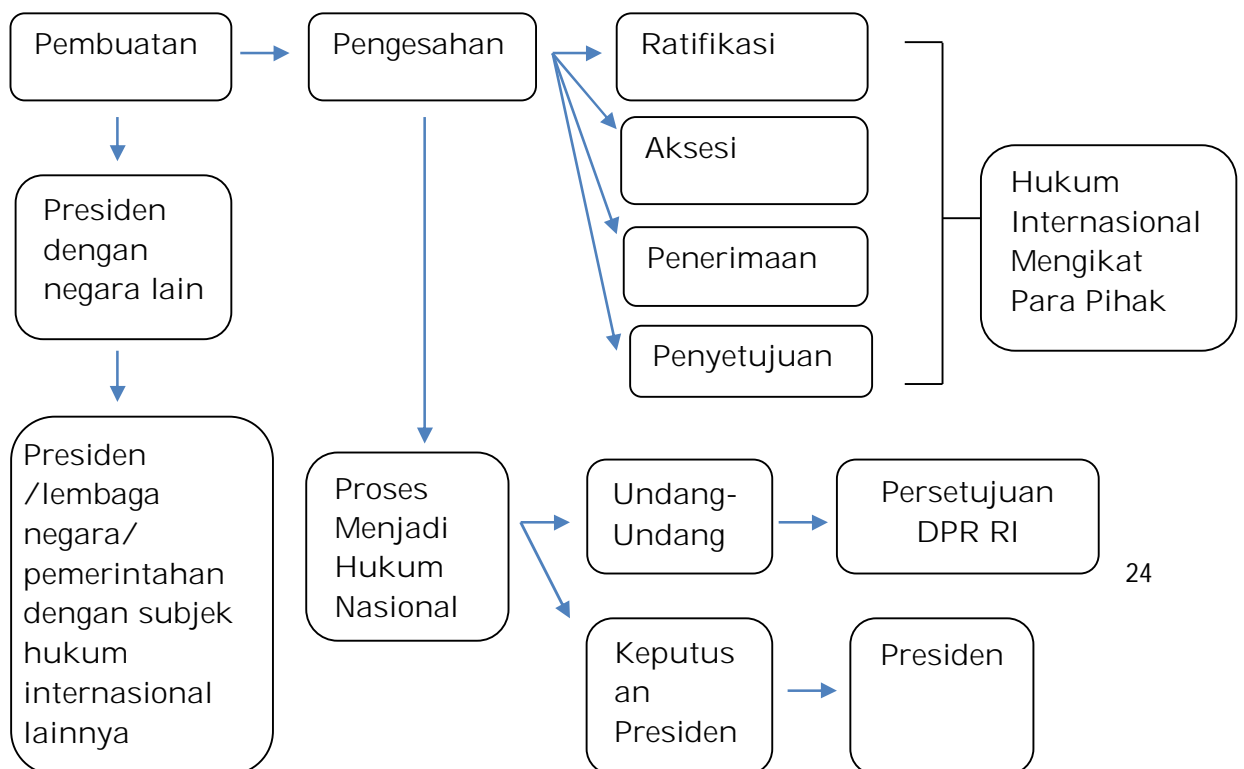 Pembuatan
Pengesahan
Ratifikasi
Aksesi
Penerimaan
Penyetujuan
Hukum
Internasional
Mengikat
Para Pihak
Presiden
dengan
negara lain
Presiden
/lembaga
negara/
pemerintahan
dengan subjek
hukum
internasional
lainnya
Proses
Menjadi
Hukum
Nasional
Undang-
Undang
Persetujuan
DPR RI
24
Keputus
an
Presiden
Presiden